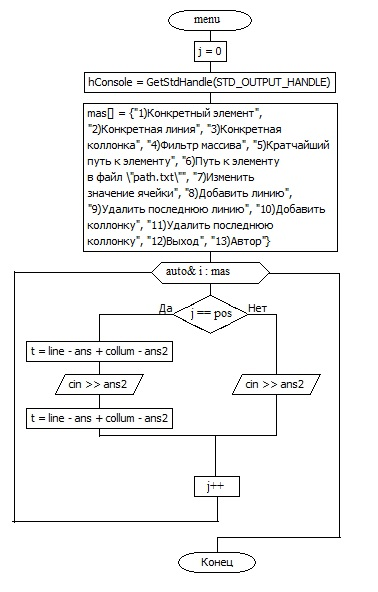 menu
j = 0
hConsole = GetStdHandle(STD_OUTPUT_HANDLE)
mas[] = {"1)Конкретный элемент",
"2)Конкретная линия", "3)Конкретная
коллонка", "4)Фильтр массива", "5)Кратчайший
путь к элементу", "6)Путь к элементу
в файл \"path.txt\"", "7)Изменить
значение ячейки", "8)Добавить линию",
"9)Удалить последнюю линию", "10)Добавить
коллонку", "11)Удалить последнюю
коллонку", "12)Выход", "13)Автор"}
auto& i : mas
Да
j == pos
Нет
t = line - ans + collum - ans2
cin >> ans2
cin >> ans2
t = line - ans + collum - ans2
j++
Конец